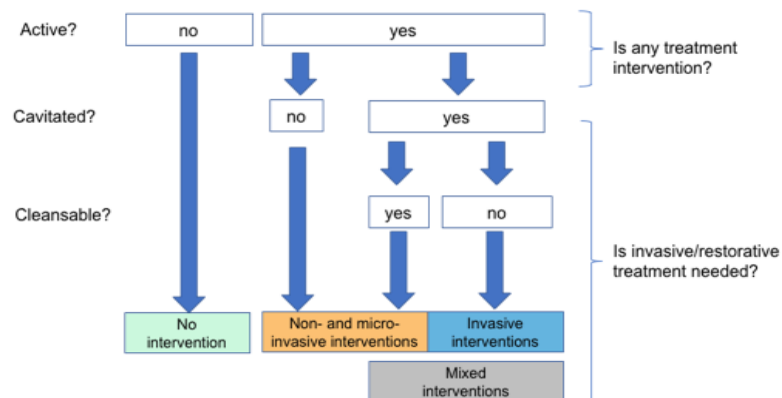 Active?
no
yes
Is any treatment
intervention?
Cavitated?
no
yes
Cleansable?
yes
no
Is invasive/restorative
treatment needed?
No
intervention
Non- and micro-
invasive interventions
Invasive
interventions
Mixed
interventions